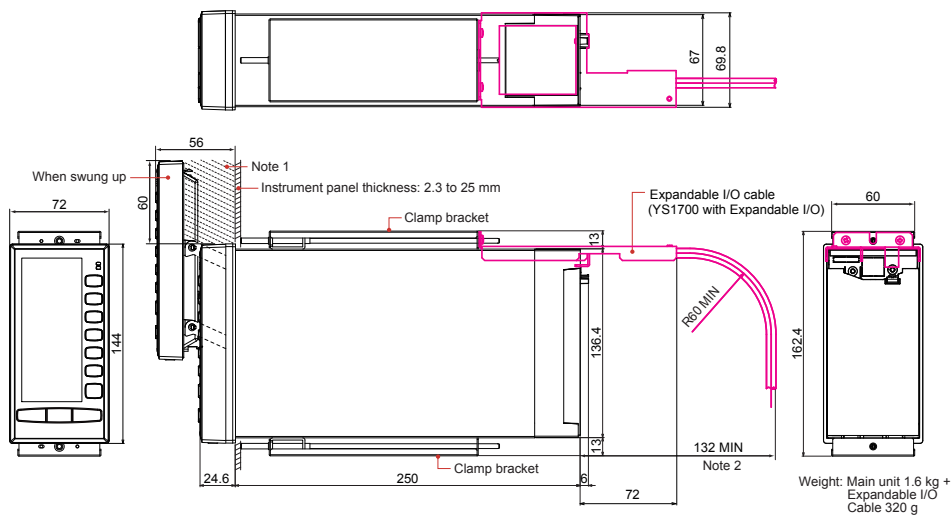 67
69.8
56
Note 1
When swung up
Instrument panel thickness: 2.3 to 25 mm
60
72
Clamp bracket
Expandable I/O cable
(YS1700 with Expandable I/O)
60
13
R60 MIN
144
136.4
162.4
13
132 MIN
Clamp bracket
Note 2
24.6
250
6
72
Weight: Main unit 1.6 kg +
Expandable I/O
Cable 320 g